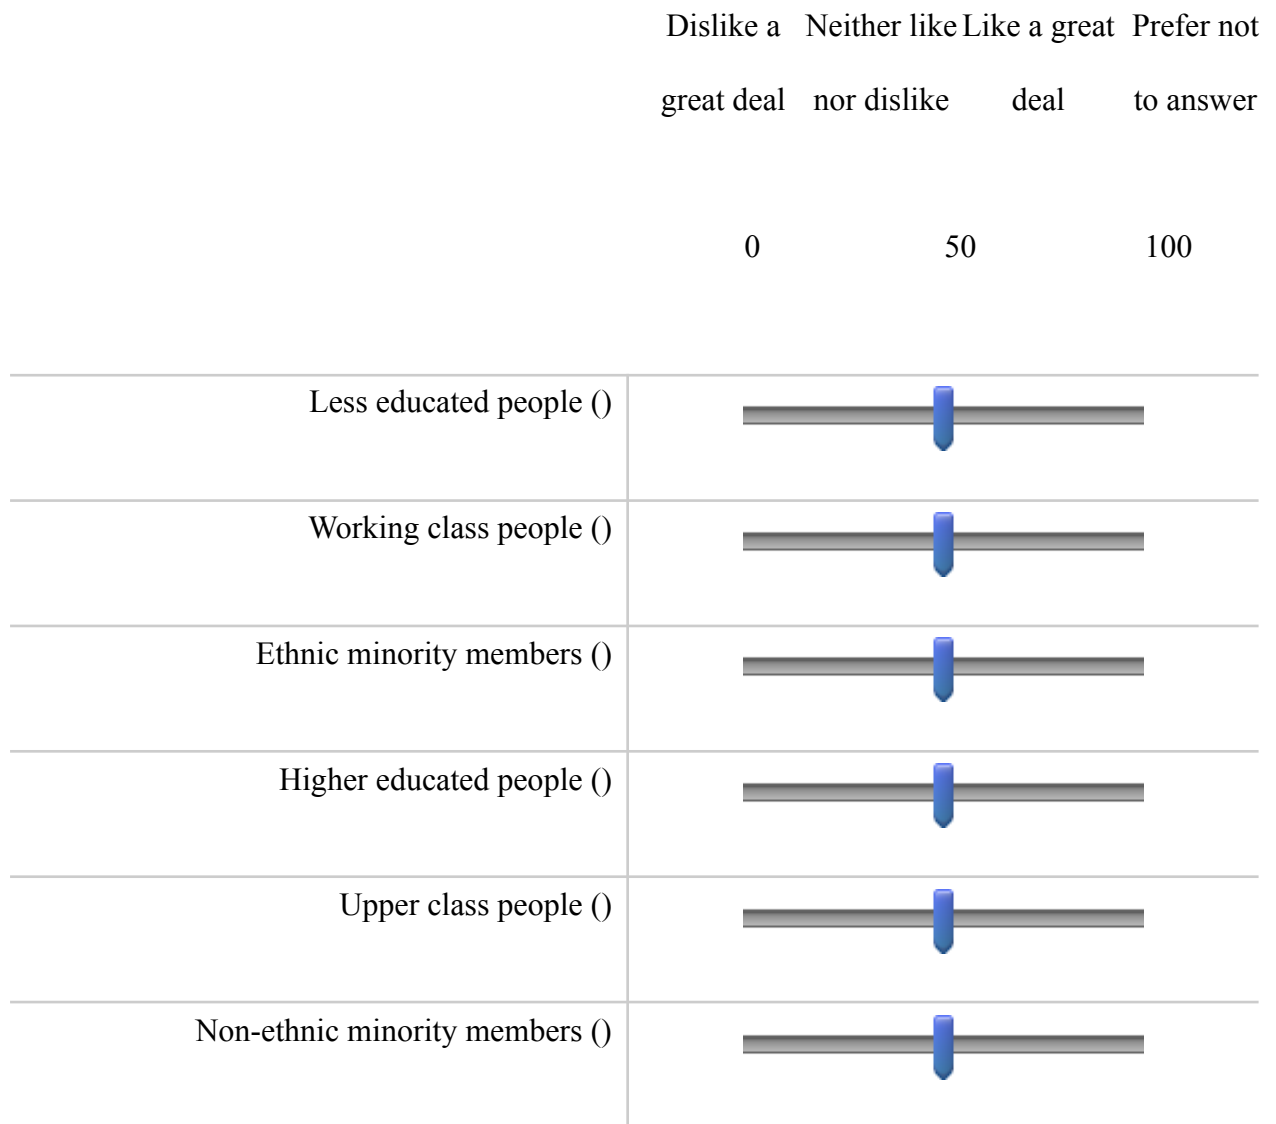 Dislike a Neither like Like a great Prefer not
great deal nor dislike deal to answer
0 50 100
Less educated people ()
Working class people ()
Ethnic minority members ()
Higher educated people ()
Upper class people ()
Non-ethnic minority members ()